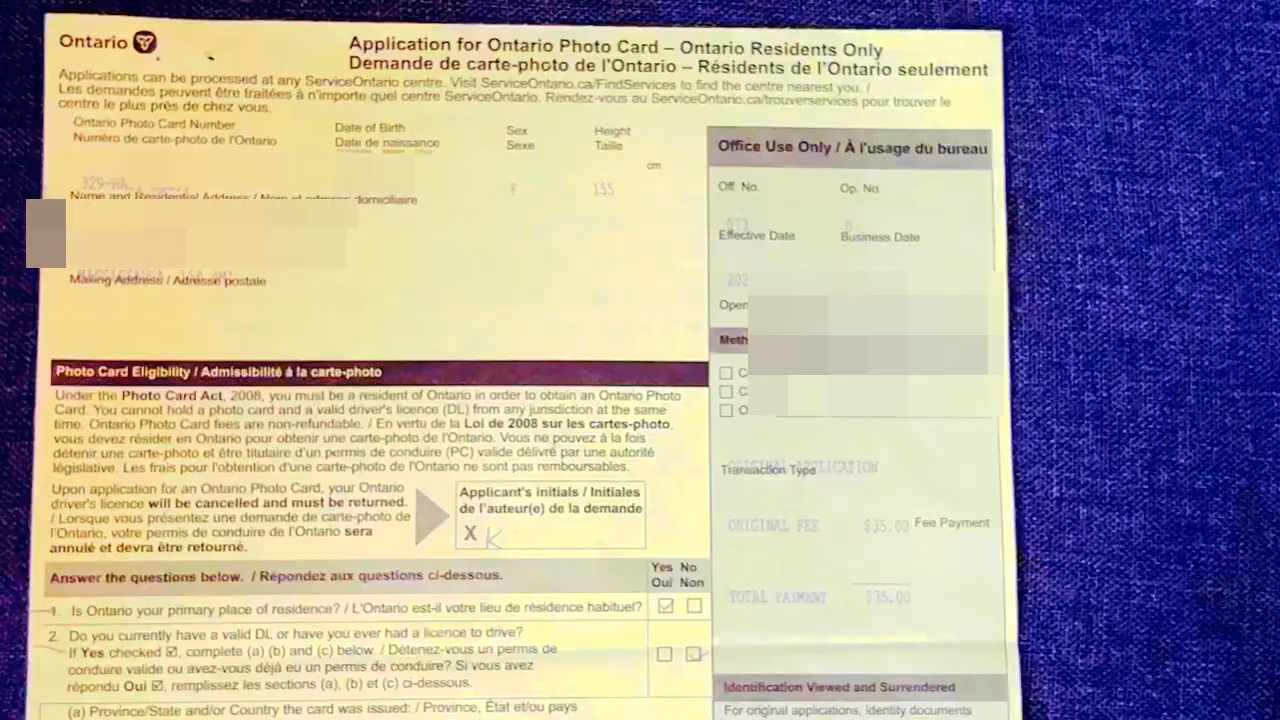 Ontario
Application for Ontario Photo Card – Ontario Residents Only
Demande de carte-photo de l'Ontario – Résidents de l'Ontario seulement
Applications can be processed at any ServiceOntario centre. Visit ServiceOntario.ca/FindServices to find the centre nearest you. /
Les demandes peuvent être traitées à n'importe quel centre ServiceOntario. Rendez-vous au ServiceOntario.ca/trouverservices pour trouver le
centre le plus près de chez vous.
Ontario Photo Card Number
Numéro de carte-photo de l'Ontario
Date of Birth
Date de naissance
Sex
Sexe
Height
Taille
cm
329-HA
F
155
Name and Residential Address / Nom et adresse domiciliaire
Mailing Address / Adresse postale
Photo Card Eligibility / Admissibilité à la carte-photo
Under the Photo Card Act, 2008, you must be a resident of Ontario in order to obtain an Ontario Photo
Card. You cannot hold a photo card and a valid driver's licence (DL) from any jurisdiction at the same
time. Ontario Photo Card fees are non-refundable. / En vertu de la Loi de 2008 sur les cartes-photo,
vous devez résider en Ontario pour obtenir une carte-photo de l'Ontario. Vous ne pouvez à la fois
détenir une carte-photo et être titulaire d'un permis de conduire (PC) valide délivré par une autorité
législative. Les frais pour l'obtention d'une carte-photo de l'Ontario ne sont pas remboursables.
Upon application for an Ontario Photo Card, your Ontario
driver's licence will be cancelled and must be returned.
/ Lorsque vous présentez une demande de carte-photo de
l'Ontario, votre permis de conduire de l'Ontario sera
annulé et devra être retourné.
Applicant's initials / Initiales
de l'auteur(e) de la demande
X K
Answer the questions below. / Répondez aux questions ci-dessous.
Yes No
Oui Non
1. Is Ontario your primary place of residence? / L'Ontario est-il votre lieu de résidence habituel?
2. Do you currently have a valid DL or have you ever had a licence to drive?
If Yes checked ☑, complete (a) (b) and (c) below. / Détenez-vous un permis de
conduire valide ou avez-vous déjà eu un permis de conduire? Si vous avez
répondu Oui ☑, remplissez les sections (a), (b) et (c) ci-dessous.
(a) Province/State and/or Country the card was issued: / Province, État et/ou pays
Office Use Only / À l'usage du bureau
Off. No.
Op. No.
Effective Date
Business Date
202
Oper
Meth
C
C
O
Transaction Type
ORIGINAL APPLICATION
ORIGINAL FEE $35.00 Fee Payment
TOTAL PAYMENT $35.00
Identification Viewed and Surrendered
For original applications, identity documents